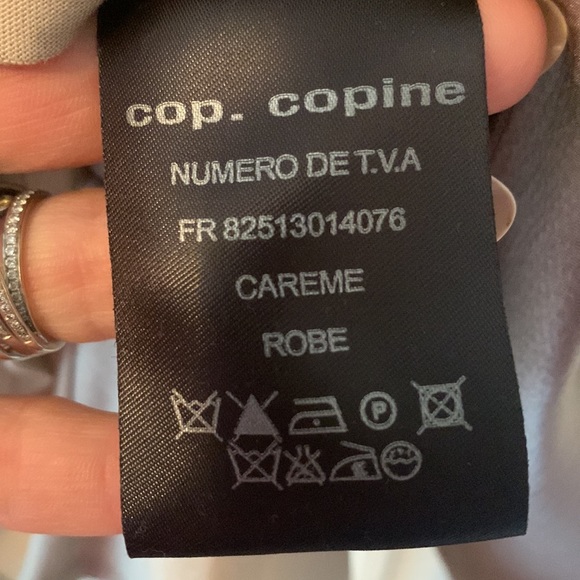 cop. copine
NUMERO DE T.V.A
FR 82513014076
CAREME
ROBE
P